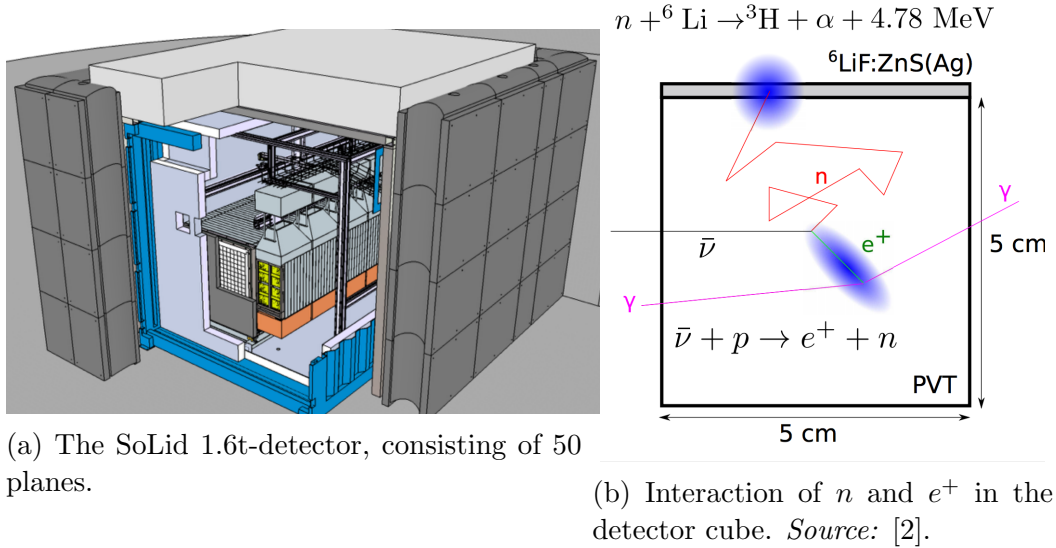 n + ⁶Li → ³H + α + 4.78 MeV
⁶LiF:ZnS(Ag)
n
γ
ν̄
e⁺
5 cm
γ
ν̄ + p → e⁺ + n
PVT
5 cm
(a) The SoLid 1.6t-detector, consisting of 50
planes.
(b) Interaction of n and e⁺ in the
detector cube. Source: [2].